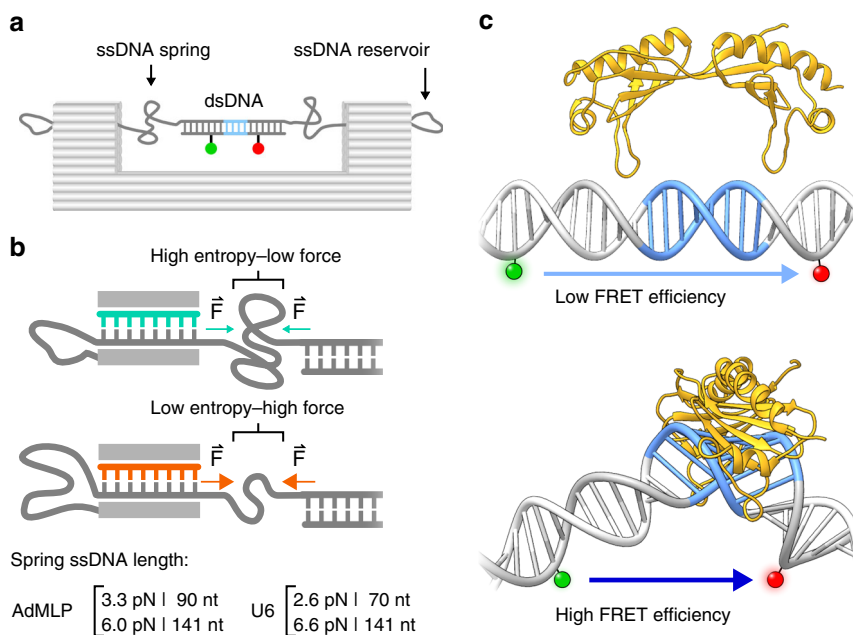 a
ssDNA spring
ssDNA reservoir
dsDNA
b
High entropy–low force
F⃗ F⃗
Low entropy–high force
F⃗ F⃗
Spring ssDNA length:
AdMLP [3.3 pN | 90 nt
6.0 pN | 141 nt
U6 [2.6 pN | 70 nt
6.6 pN | 141 nt
c
Low FRET efficiency
High FRET efficiency